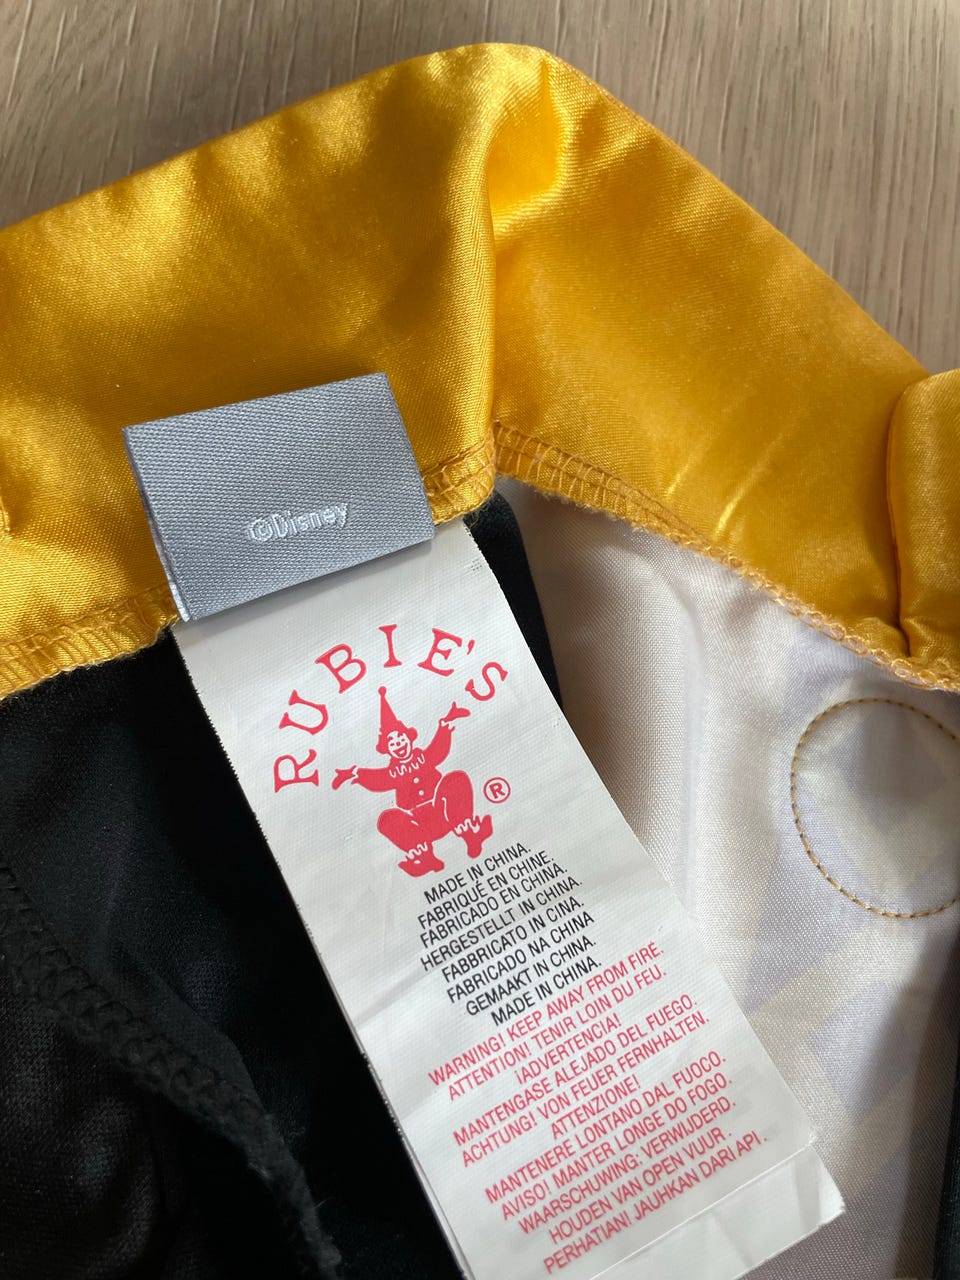 ©Disney
RUBIE'S
®
MADE IN CHINA.
FABRIQUÉ EN CHINE.
FABRICADO EN CHINA.
HERGESTELLT IN CHINA.
FABBRICATO IN CINA.
FABRICADO NA CHINA
GEMAAKT IN CHINA.
MADE IN CHINA.
WARNING! KEEP AWAY FROM FIRE.
ATTENTION! TENIR LOIN DU FEU.
¡ADVERTENCIA!
MANTENGASE ALEJADO DEL FUEGO.
ACHTUNG! VON FEUER FERNHALTEN.
ATTENZIONE!
MANTENERE LONTANO DAL FUOCO.
AVISO! MANTER LONGE DO FOGO.
WAARSCHUWING: VERWIJDERD.
HOUDEN VAN OPEN VUUR.
PERHATIAN! JAUHKAN DARI API.